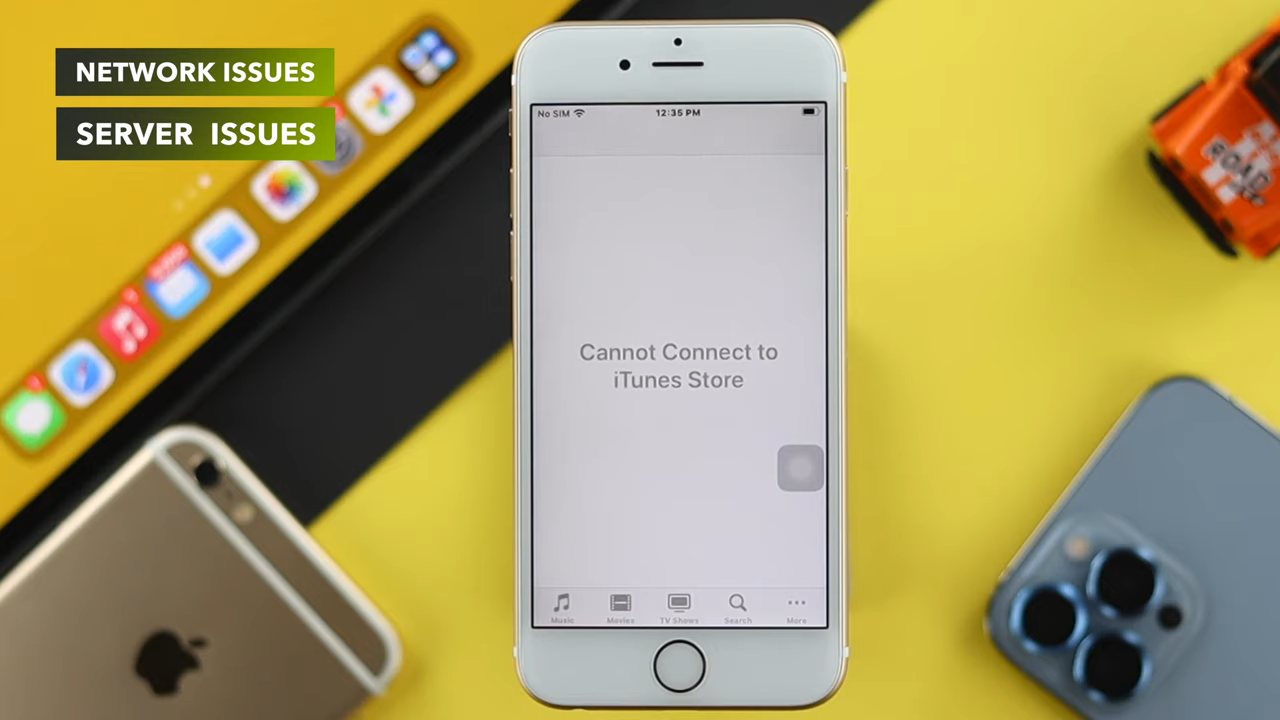 NETWORK ISSUES
SERVER ISSUES
No SIM
12:35 PM
Cannot Connect to
iTunes Store
Music
Movies
TV Shows
Search
More
ROAD